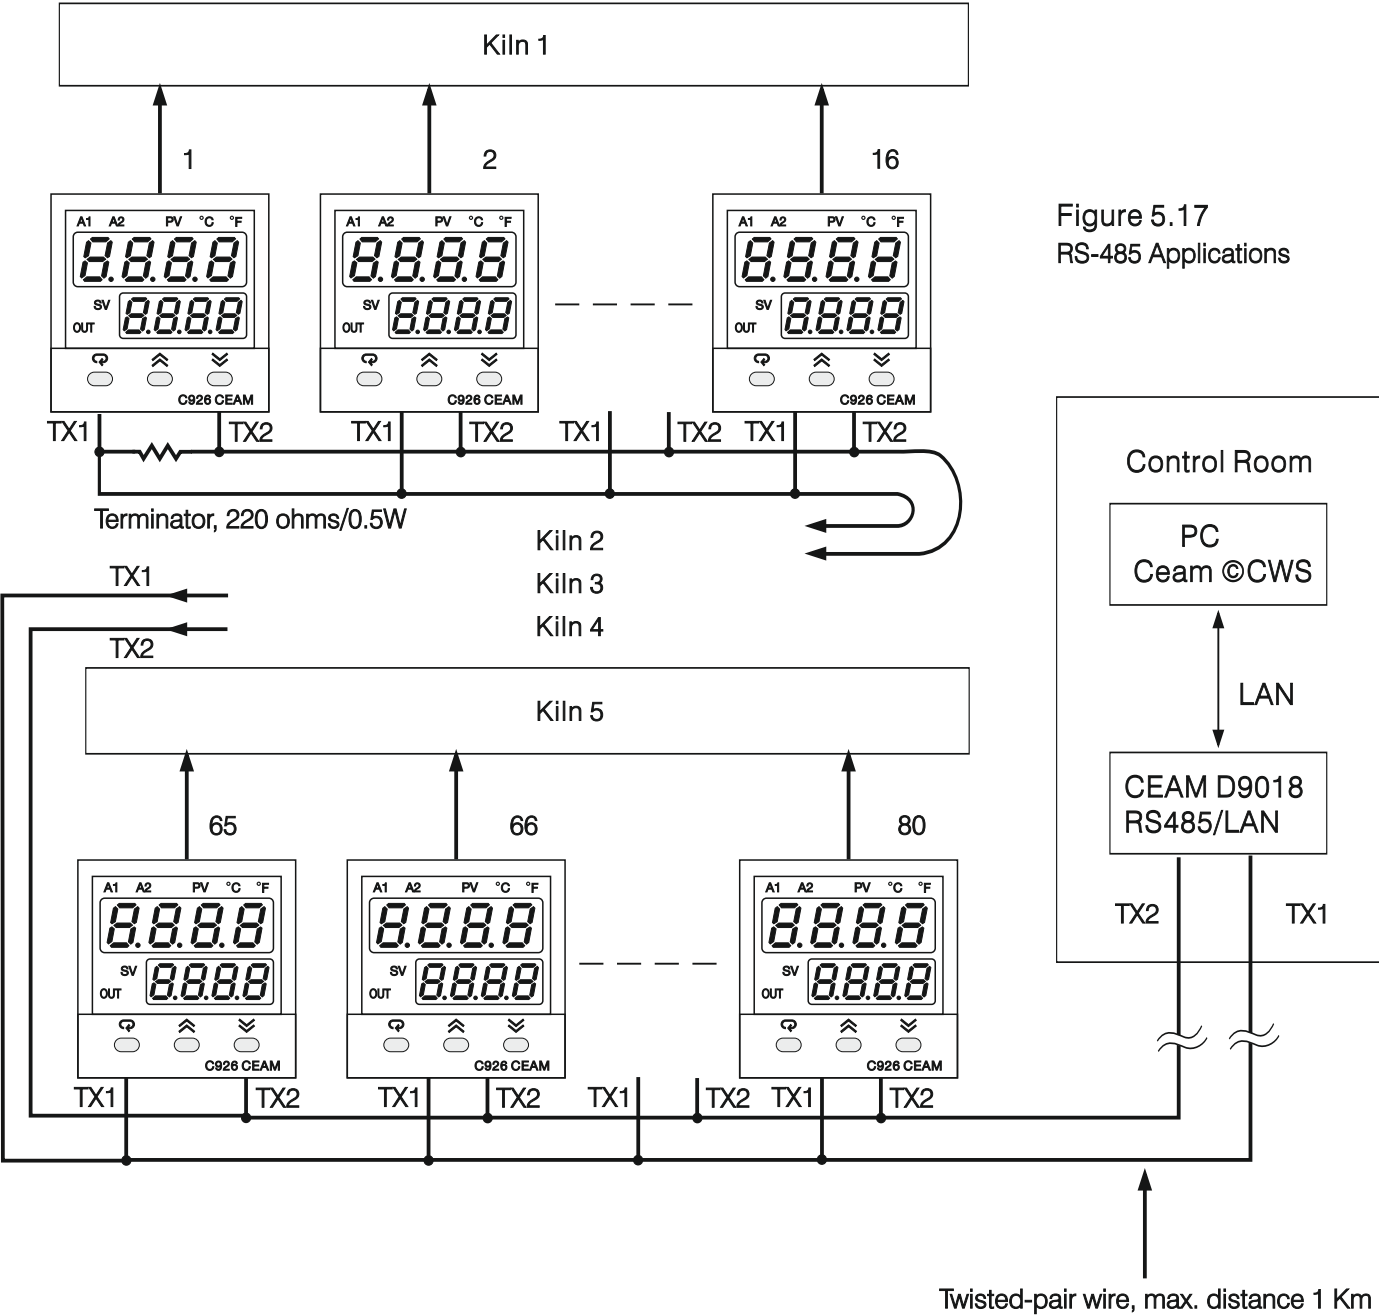 Kiln 1
1
2
16
A1 A2 PV °C °F
8.8.8.8
SV
8.8.8.8
OUT
C926 CEAM
A1 A2 PV °C °F
8.8.8.8
SV
8.8.8.8
OUT
C926 CEAM
A1 A2 PV °C °F
8.8.8.8
SV
8.8.8.8
OUT
C926 CEAM
Figure 5.17
RS-485 Applications
TX1 TX2 TX1 TX2 TX1 TX2 TX1 TX2
Terminator, 220 ohms/0.5W
Kiln 2
Kiln 3
Kiln 4
TX1
TX2
Kiln 5
65
66
80
A1 A2 PV °C °F
8.8.8.8
SV
8.8.8.8
OUT
C926 CEAM
A1 A2 PV °C °F
8.8.8.8
SV
8.8.8.8
OUT
C926 CEAM
A1 A2 PV °C °F
8.8.8.8
SV
8.8.8.8
OUT
C926 CEAM
TX1 TX2 TX1 TX2 TX1 TX2 TX1 TX2
Control Room
PC
Ceam ©CWS
LAN
CEAM D9018
RS485/LAN
TX2 TX1
Twisted-pair wire, max. distance 1 Km